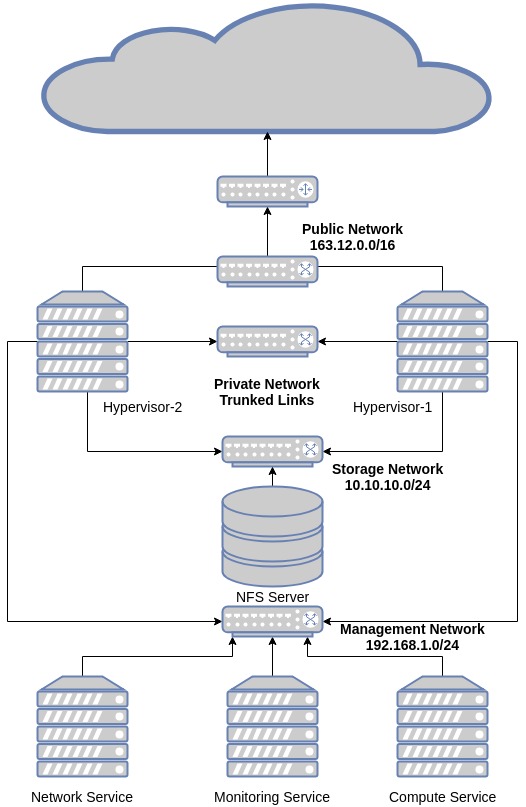 Public Network
163.12.0.0/16
Private Network
Trunked Links
Hypervisor-2
Hypervisor-1
Storage Network
10.10.10.0/24
NFS Server
Management Network
192.168.1.0/24
Network Service
Monitoring Service
Compute Service